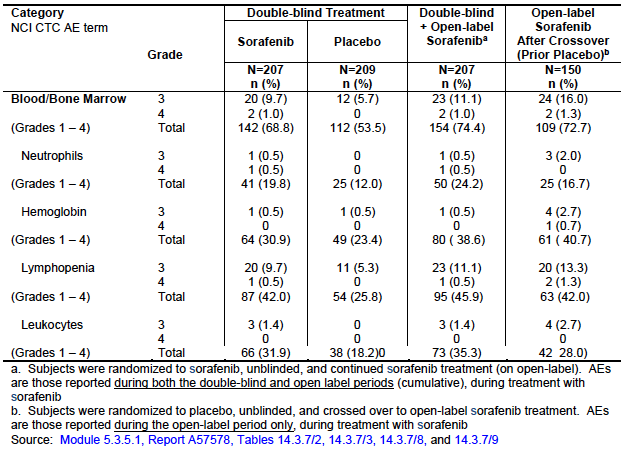 Category Double-blind Treatment Double-blind Open-label
NCI CTC AE term + Open-label Sorafenib
Grade Sorafenibᵃ After Crossover
Sorafenib Placebo (Prior Placebo)ᵇ
N=207 N=209 N=207 N=150
n (%) n (%) n (%) n (%)
Blood/Bone Marrow 3 20 (9.7) 12 (5.7) 23 (11.1) 24 (16.0)
4 2 (1.0) 0 2 (1.0) 2 (1.3)
(Grades 1 – 4) Total 142 (68.8) 112 (53.5) 154 (74.4) 109 (72.7)
Neutrophils 3 1 (0.5) 0 1 (0.5) 3 (2.0)
4 1 (0.5) 0 1 (0.5) 0
(Grades 1 – 4) Total 41 (19.8) 25 (12.0) 50 (24.2) 25 (16.7)
Hemoglobin 3 1 (0.5) 1 (0.5) 1 (0.5) 4 (2.7)
4 0 0 0 1 (0.7)
(Grades 1 – 4) Total 64 (30.9) 49 (23.4) 80 ( 38.6) 61 ( 40.7)
Lymphopenia 3 20 (9.7) 11 (5.3) 23 (11.1) 20 (13.3)
4 1 (0.5) 0 1 (0.5) 2 (1.3)
(Grades 1 – 4) Total 87 (42.0) 54 (25.8) 95 (45.9) 63 (42.0)
Leukocytes 3 3 (1.4) 0 3 (1.4) 4 (2.7)
4 0 0 0 0
(Grades 1 – 4) Total 66 (31.9) 38 (18.2)0 73 (35.3) 42 28.0)
a. Subjects were randomized to sorafenib, unblinded, and continued sorafenib treatment (on open-label). AEs
are those reported during both the double-blind and open label periods (cumulative), during treatment with
sorafenib
b. Subjects were randomized to placebo, unblinded, and crossed over to open-label sorafenib treatment. AEs
are those reported during the open-label period only, during treatment with sorafenib
Source: Module 5.3.5.1, Report A57578, Tables 14.3.7/2, 14.3.7/3, 14.3.7/8, and 14.3.7/9